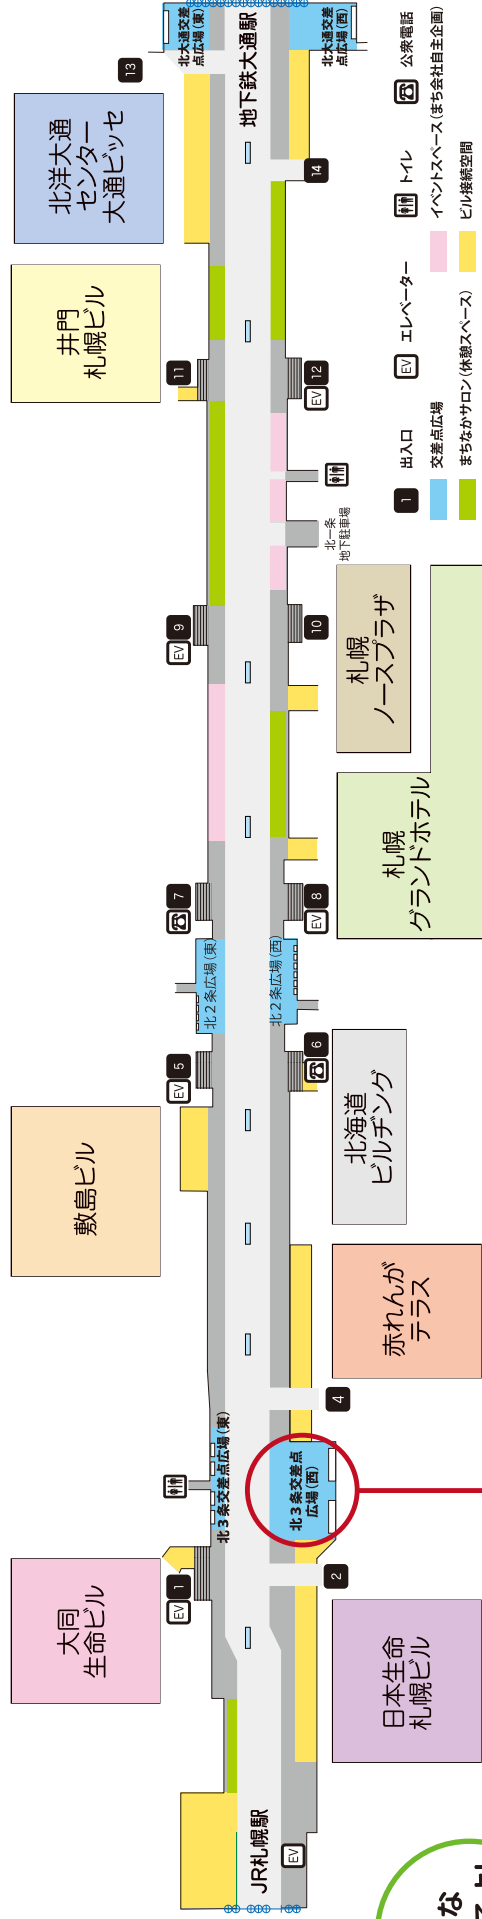 地下鉄大通駅
北大通交差
点広場(東)
北大通交差
点広場(西)
13
北洋大通
センター
大通ビッセ
14
井門
札幌ビル
11
12
EV
北一条
地下駐車場
9
EV
10
札幌
ノースプラザ
札幌
グランドホテル
7
8
EV
北2条広場(東)
北2条広場(西)
5
EV
6
敷島ビル
北海道
ビルヂング
赤れんが
テラス
4
北3条交差点広場(東)
北3条交差点
広場(西)
1
EV
2
大同
生命ビル
日本生命
札幌ビル
JR札幌駅
EV
1 出入口
EV エレベーター
トイレ
公衆電話
交差点広場
イベントスペース(まち会社自主企画)
まちなかサロン(休憩スペース)
ビル接続空間
な